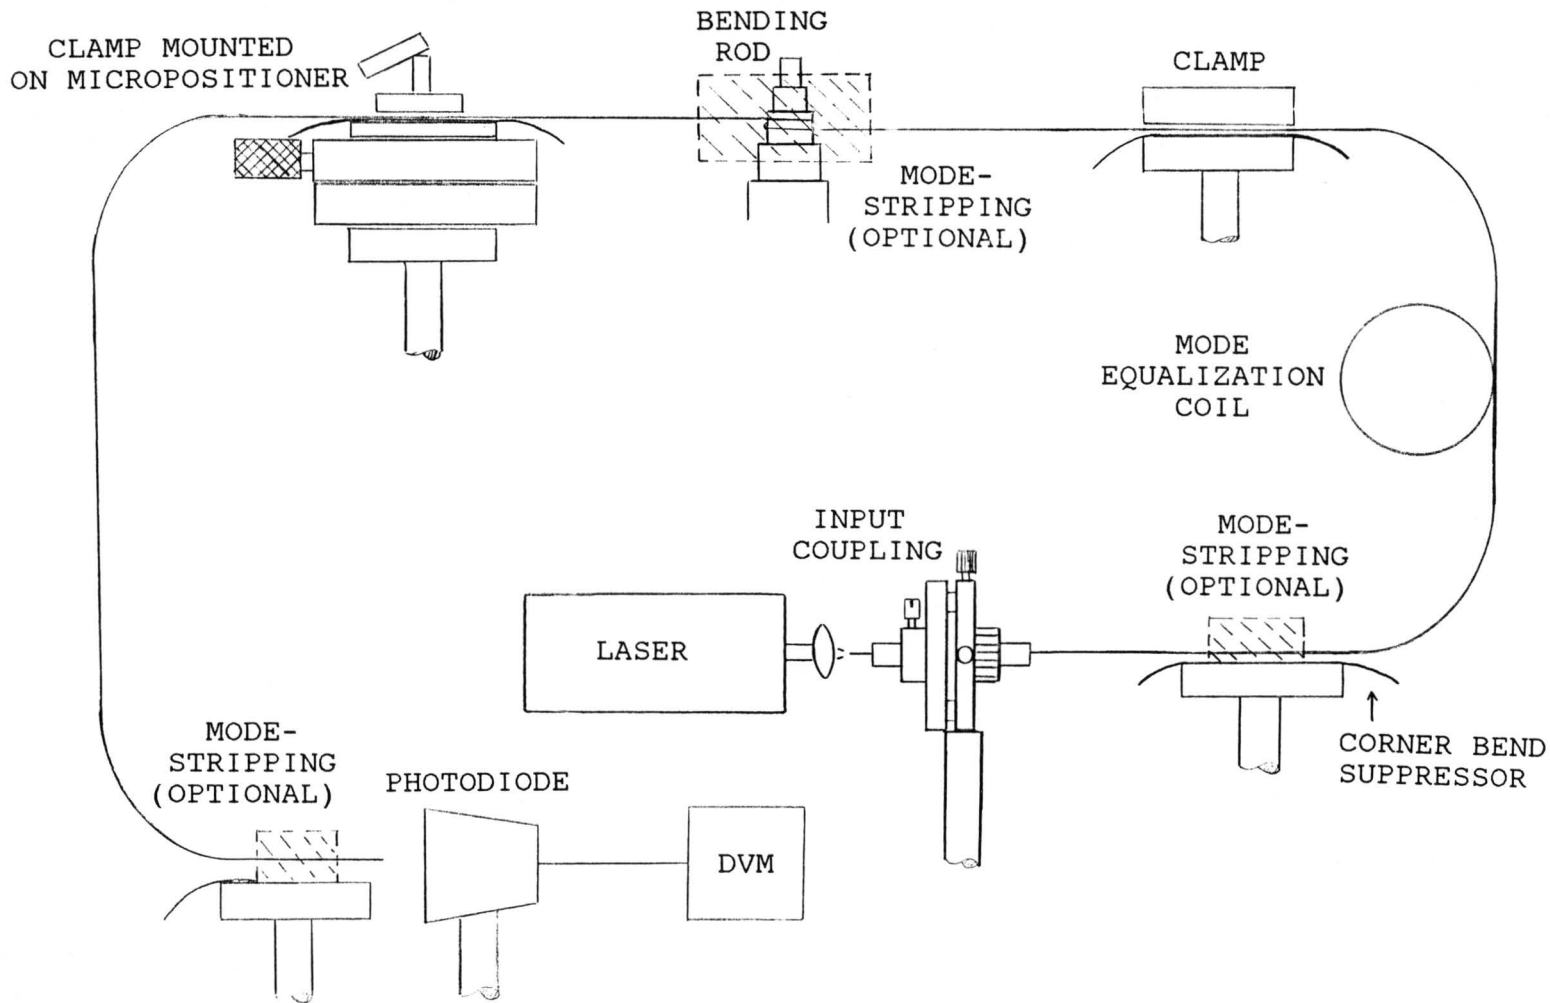 BENDING
ROD
CLAMP MOUNTED
ON MICROPOSITIONER
CLAMP
MODE-
STRIPPING
(OPTIONAL)
MODE
EQUALIZATION
COIL
INPUT
COUPLING
MODE-
STRIPPING
(OPTIONAL)
LASER
CORNER BEND
SUPPRESSOR
MODE-
STRIPPING
(OPTIONAL)
PHOTODIODE
DVM